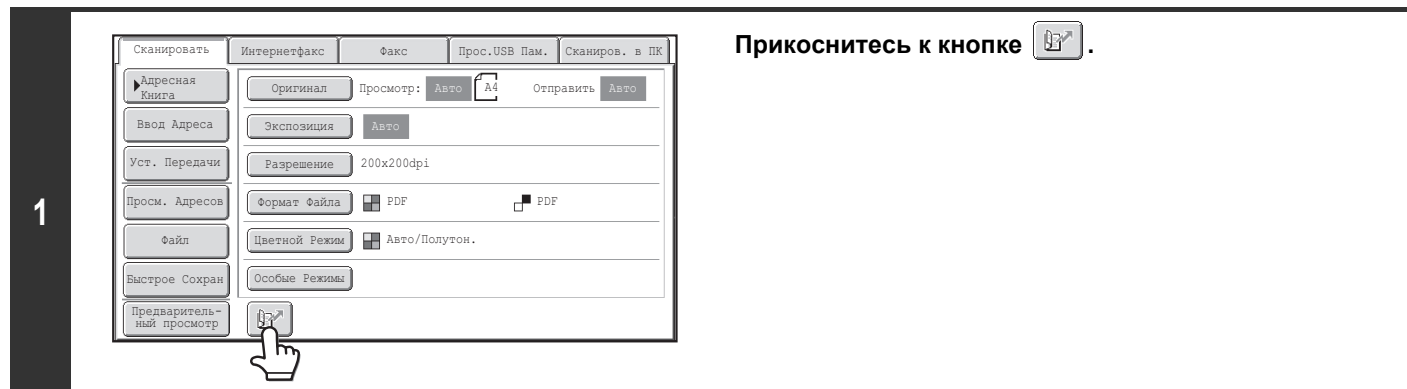 1
Сканировать Интернетфакс Факс Прос.USB Пам. Сканиров. в ПК
Адресная
Книга
Оригинал Просмотр: Авто A4 Отправить Авто
Ввод Адреса Экспозиция Авто
Уст. Передачи Разрешение 200x200dpi
Просм. Адресов Формат Файла PDF PDF
Файл Цветной Режим Авто/Полутон.
Быстрое Сохран Особые Режимы
Предваритель-
ный просмотр
Прикоснитесь к кнопке .